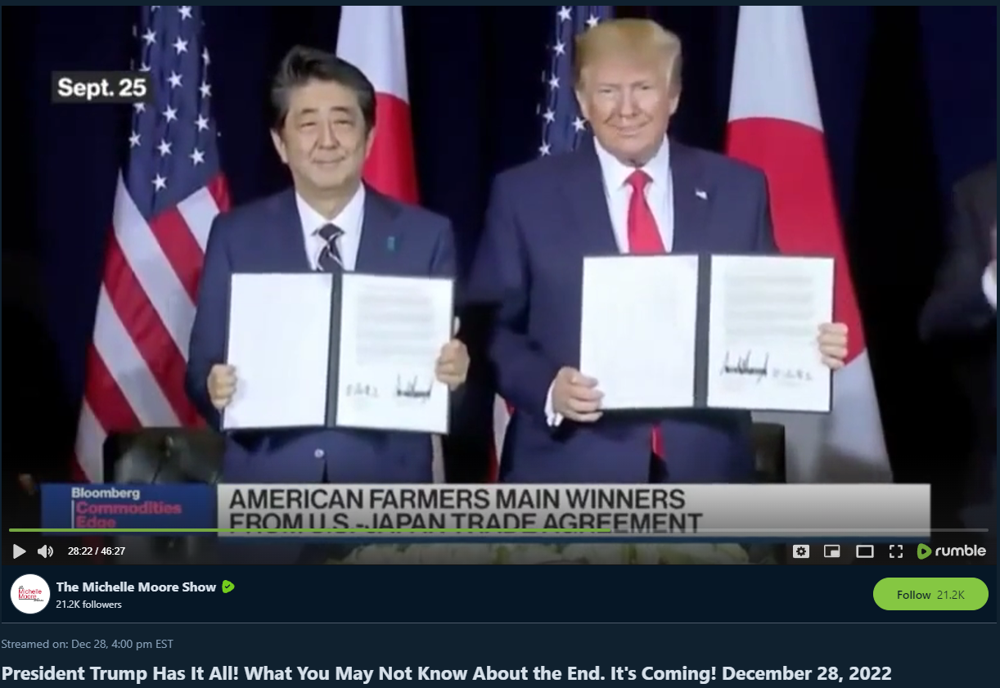 Sept. 25
Bloomberg
Commodities
Edge
AMERICAN FARMERS MAIN WINNERS
FROM U.S.-JAPAN TRADE AGREEMENT
28:22 / 46:27
rumble
The Michelle Moore Show
21.2K followers
Michelle
Moore
Follow 21.2K
Streamed on: Dec 28, 4:00 pm EST
President Trump Has It All! What You May Not Know About the End. It's Coming! December 28, 2022